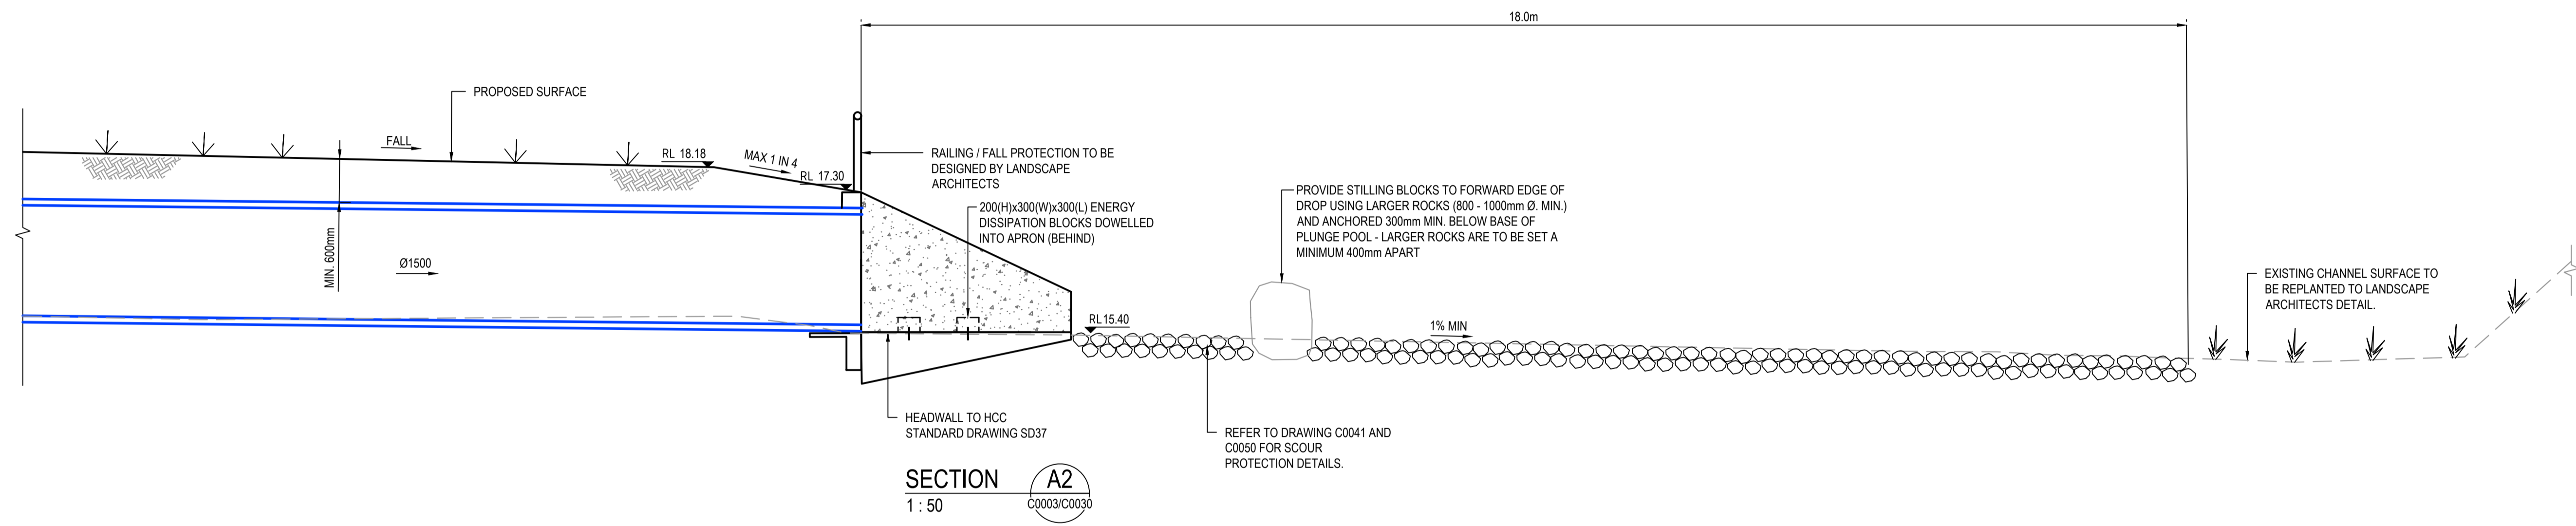 18.0m
PROPOSED SURFACE
FALL
RL 18.18
MAX 1 IN 4
RL 17.30
RAILING / FALL PROTECTION TO BE
DESIGNED BY LANDSCAPE
ARCHITECTS
200(H)x300(W)x300(L) ENERGY
DISSIPATION BLOCKS DOWELLED
INTO APRON (BEHIND)
PROVIDE STILLING BLOCKS TO FORWARD EDGE OF
DROP USING LARGER ROCKS (800 - 1000mm Ø. MIN.)
AND ANCHORED 300mm MIN. BELOW BASE OF
PLUNGE POOL - LARGER ROCKS ARE TO BE SET A
MINIMUM 400mm APART
MIN. 600mm
Ø1500
EXISTING CHANNEL SURFACE TO
BE REPLANTED TO LANDSCAPE
ARCHITECTS DETAIL.
RL15.40
1% MIN
HEADWALL TO HCC
STANDARD DRAWING SD37
REFER TO DRAWING C0041 AND
C0050 FOR SCOUR
PROTECTION DETAILS.
SECTION
A2
1 : 50
C0003/C0030